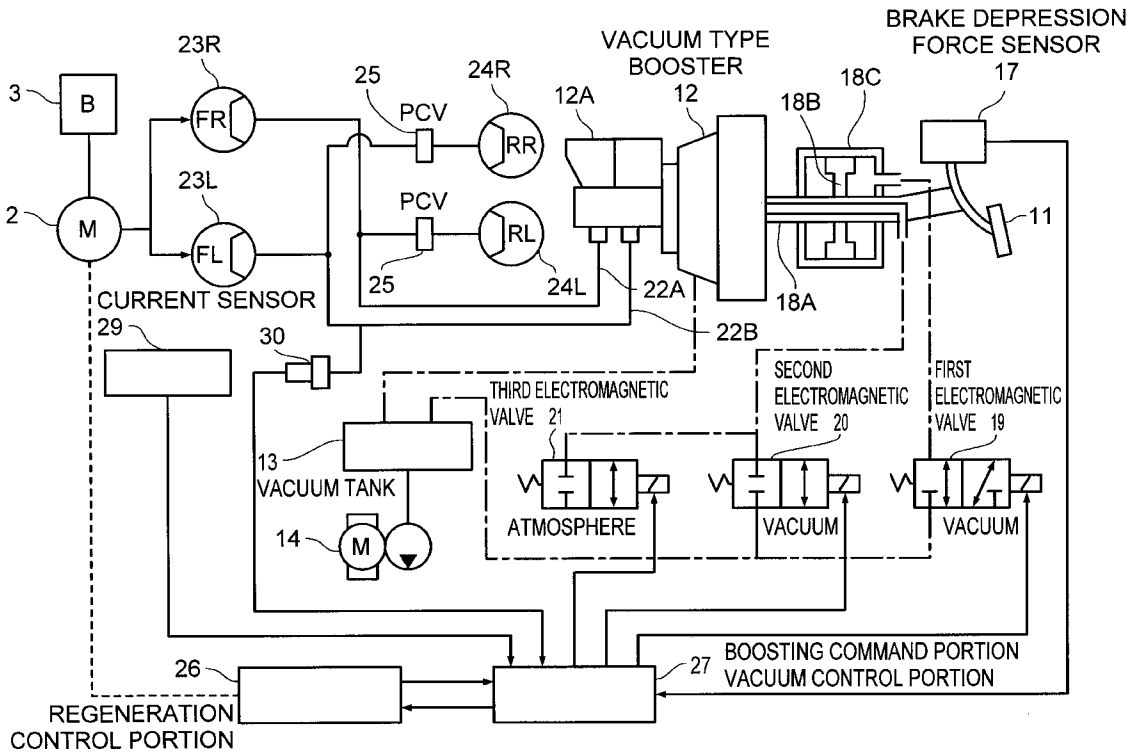 BRAKE DEPRESSION
FORCE SENSOR
VACUUM TYPE
BOOSTER
23R
3
B
25
24R
12A
12
18C
18B
17
FR
PCV
RR
23L
2
M
PCV
11
FL
RL
25
24L
22A
18A
CURRENT SENSOR
22B
29
30
THIRD ELECTROMAGNETIC
VALVE 21
SECOND
ELECTROMAGNETIC
VALVE 20
FIRST
ELECTROMAGNETIC
VALVE 19
13
VACUUM TANK
ATMOSPHERE
VACUUM
VACUUM
14
M
26
27
BOOSTING COMMAND PORTION
VACUUM CONTROL PORTION
REGENERATION
CONTROL PORTION